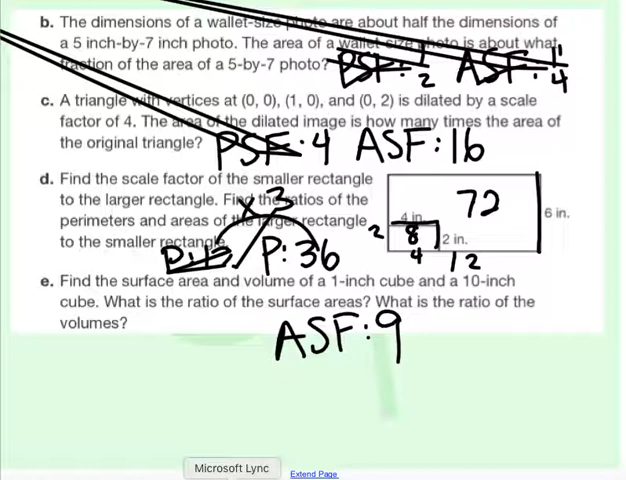 b. The dimensions of a wallet-size photo are about half the dimensions of
a 5 inch-by-7 inch photo. The area of a wallet-size photo is about what
fraction of the area of a 5-by-7 photo? PSF: 1/2 ASF: 1/4
c. A triangle with vertices at (0, 0), (1, 0), and (0, 2) is dilated by a scale
factor of 4. The area of the dilated image is how many times the area of
the original triangle? PSF: 4 ASF: 16
d. Find the scale factor of the smaller rectangle
to the larger rectangle. Find the ratios of the
perimeters and areas of the larger rectangle
to the smaller rectangle.
x 3
P: 36
72
6 in.
4 in.
2 8 2 in.
4 12
e. Find the surface area and volume of a 1-inch cube and a 10-inch
cube. What is the ratio of the surface areas? What is the ratio of the
volumes?
ASF: 9
Microsoft Lync
Extend Page